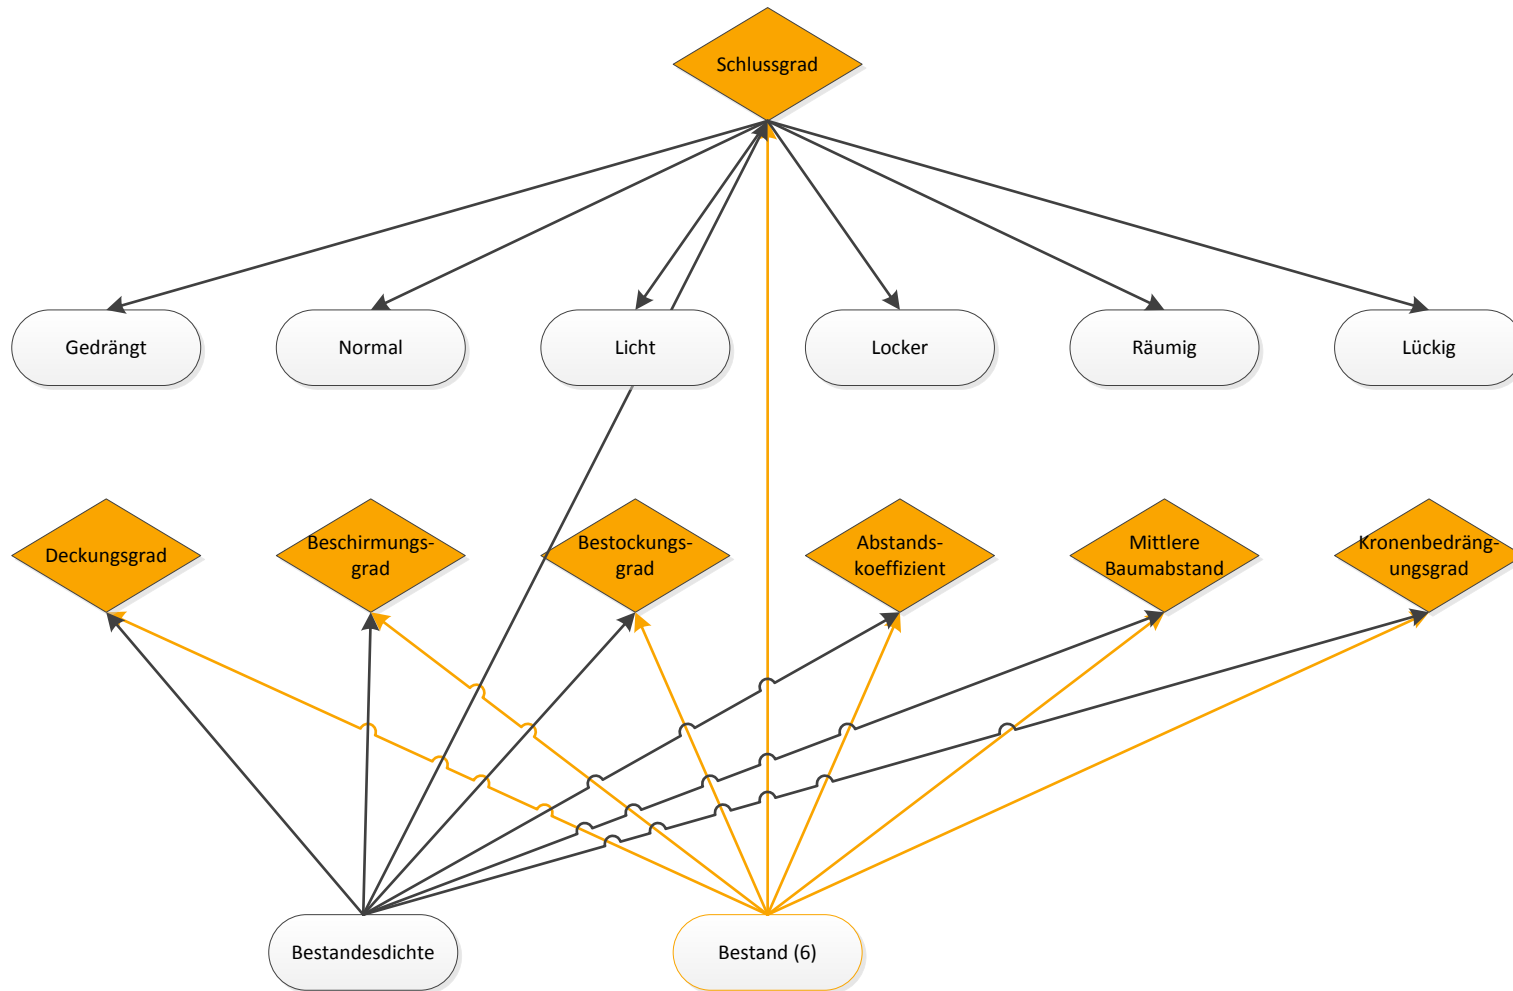 Schlussgrad
Gedrängt
Normal
Licht
Locker
Räumig
Lückig
Deckungsgrad
Beschirmungs-
grad
Bestockungs-
grad
Abstands-
koeffizient
Mittlere
Baumabstand
Kronenbedräng-
ungsgrad
Bestandesdichte
Bestand (6)